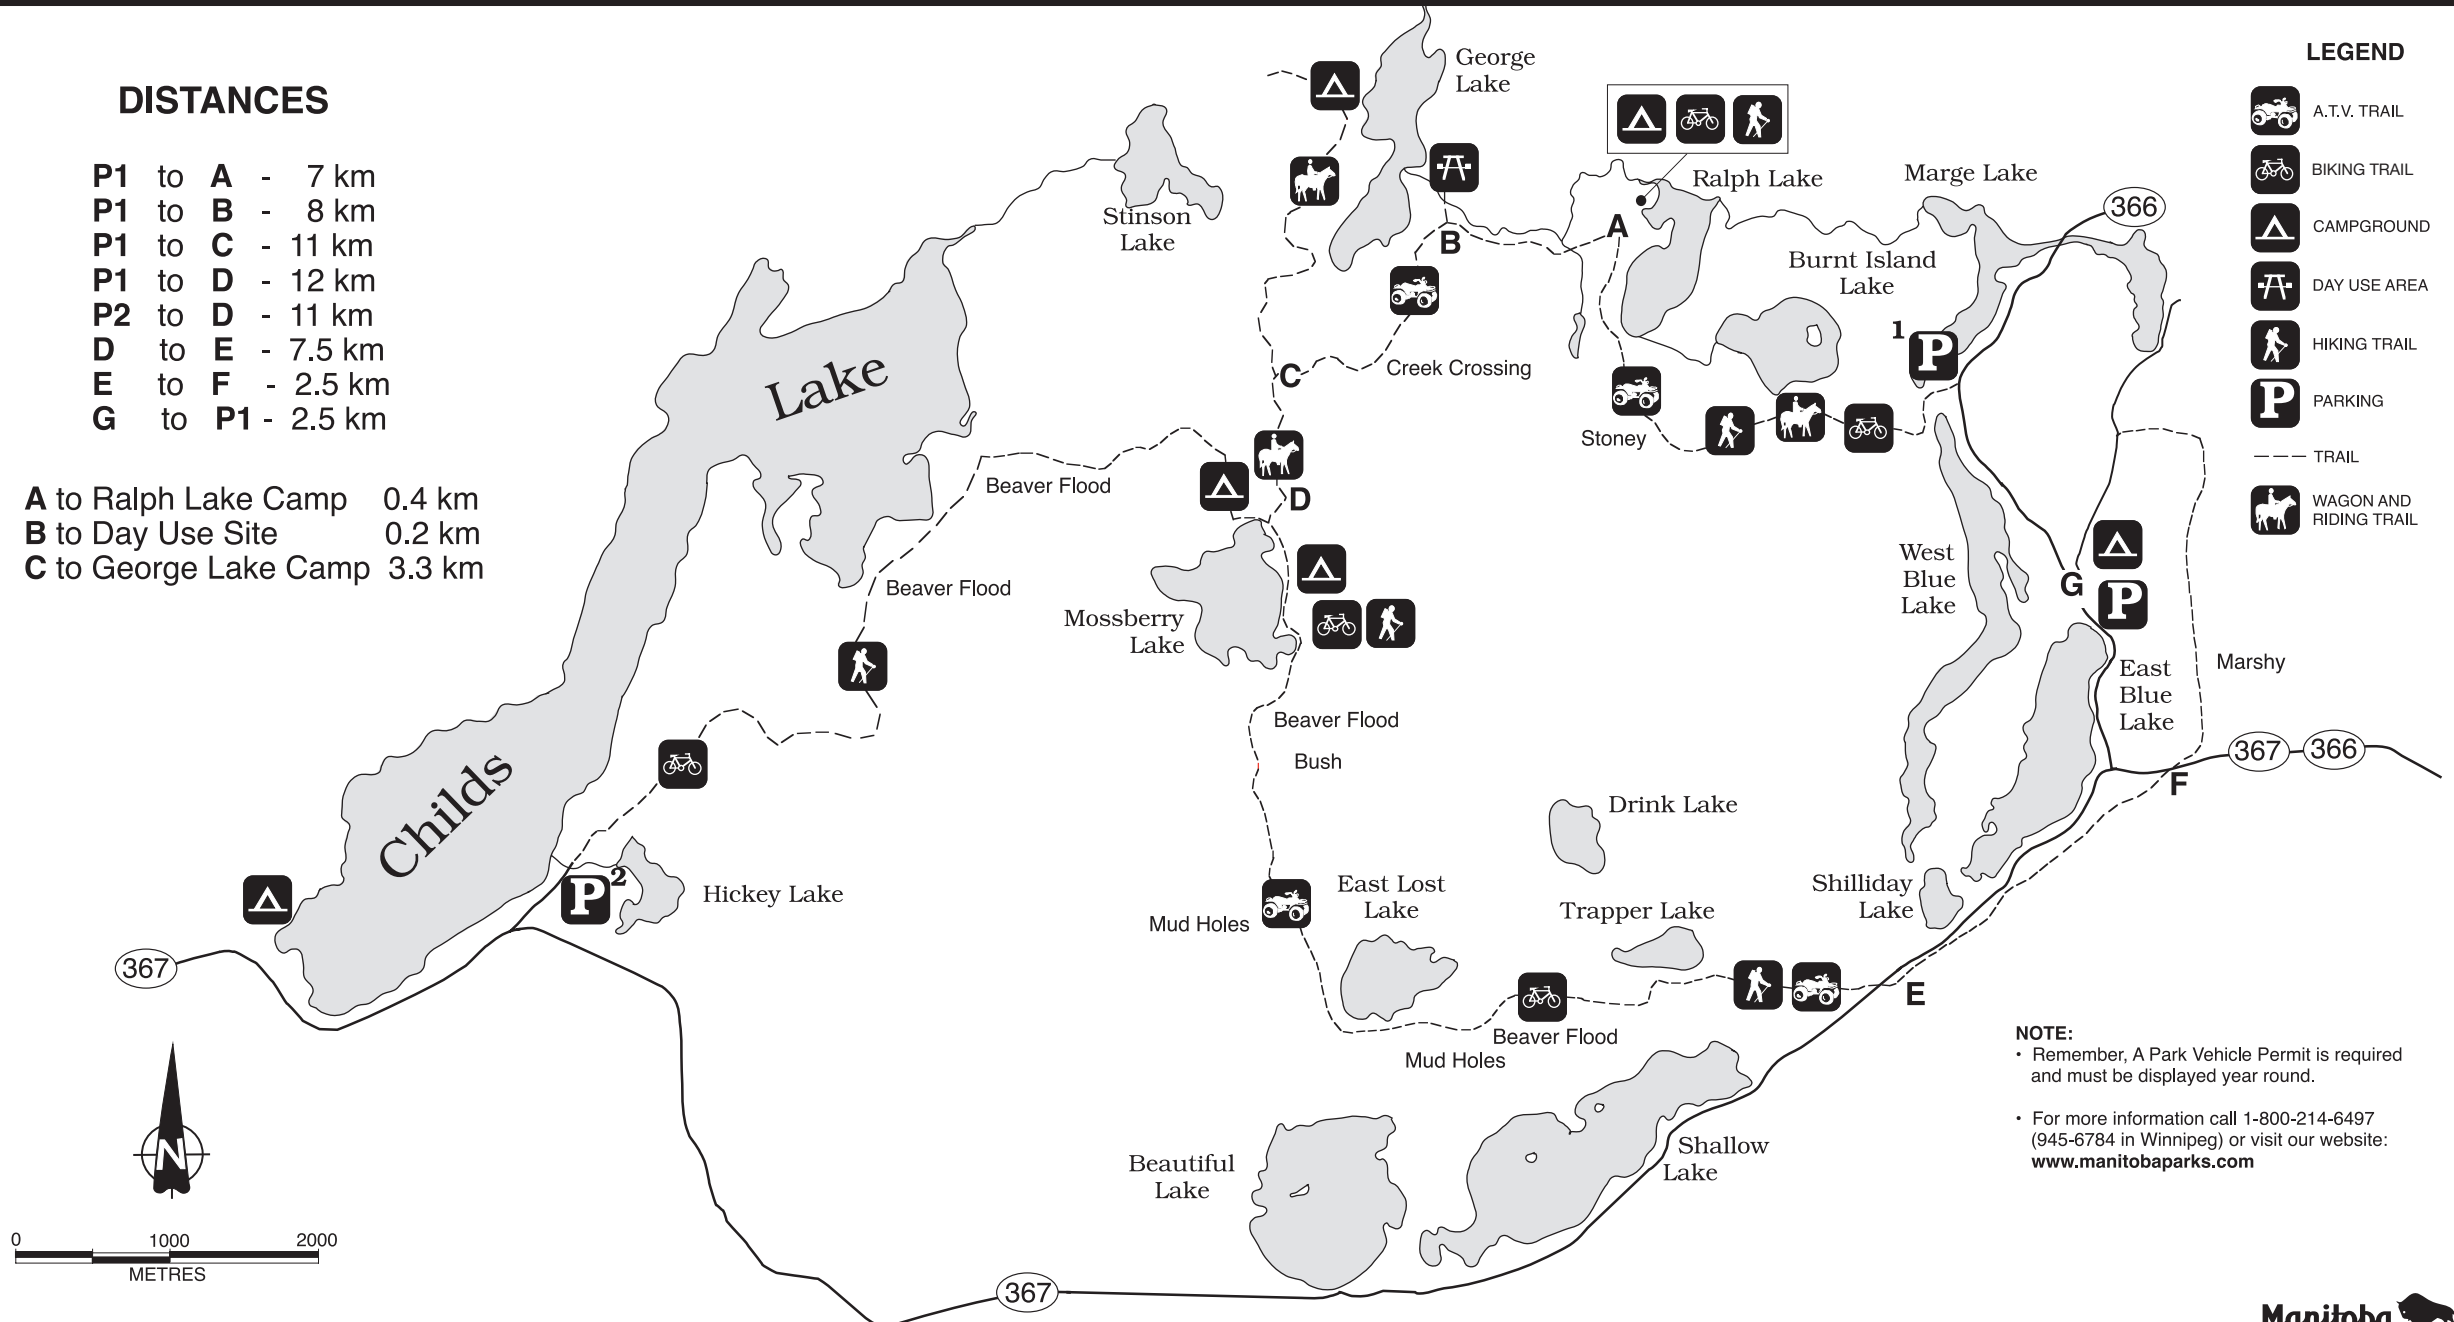 DISTANCES
P1 to A - 7 km
P1 to B - 8 km
P1 to C - 11 km
P1 to D - 12 km
P2 to D - 11 km
D to E - 7.5 km
E to F - 2.5 km
G to P1 - 2.5 km
A to Ralph Lake Camp 0.4 km
B to Day Use Site 0.2 km
C to George Lake Camp 3.3 km
George
Lake
Stinson
Lake
Ralph Lake
Marge Lake
366
A
B
Burnt Island
Lake
1
P
Lake
C
Creek Crossing
Stoney
Beaver Flood
D
Beaver Flood
West
Blue
Lake
G
P
Mossberry
Lake
East
Blue
Lake
Marshy
Beaver Flood
Bush
367
366
F
Childs
Drink Lake
P
2
Hickey Lake
East Lost
Lake
Shilliday
Lake
Trapper Lake
Mud Holes
367
E
Beaver Flood
Mud Holes
Beautiful
Lake
Shallow
Lake
367
N
0 1000 2000
METRES
LEGEND
A.T.V. TRAIL
BIKING TRAIL
CAMPGROUND
DAY USE AREA
HIKING TRAIL
P PARKING
TRAIL
WAGON AND
RIDING TRAIL
NOTE:
• Remember, A Park Vehicle Permit is required
and must be displayed year round.
• For more information call 1-800-214-6497
(945-6784 in Winnipeg) or visit our website:
www.manitobaparks.com
Manitoba